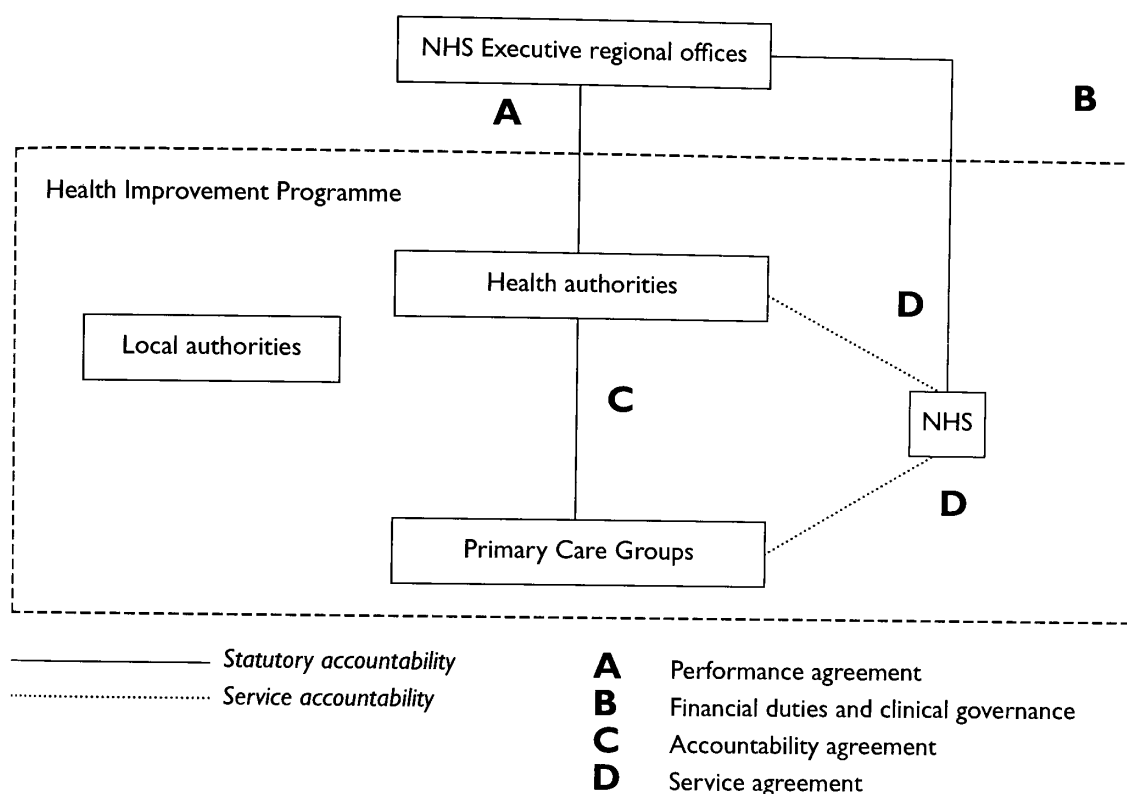 NHS Executive regional offices
A
B
Health Improvement Programme
Health authorities
D
Local authorities
C
NHS
D
Primary Care Groups
Statutory accountability
Service accountability
A Performance agreement
B Financial duties and clinical governance
C Accountability agreement
D Service agreement